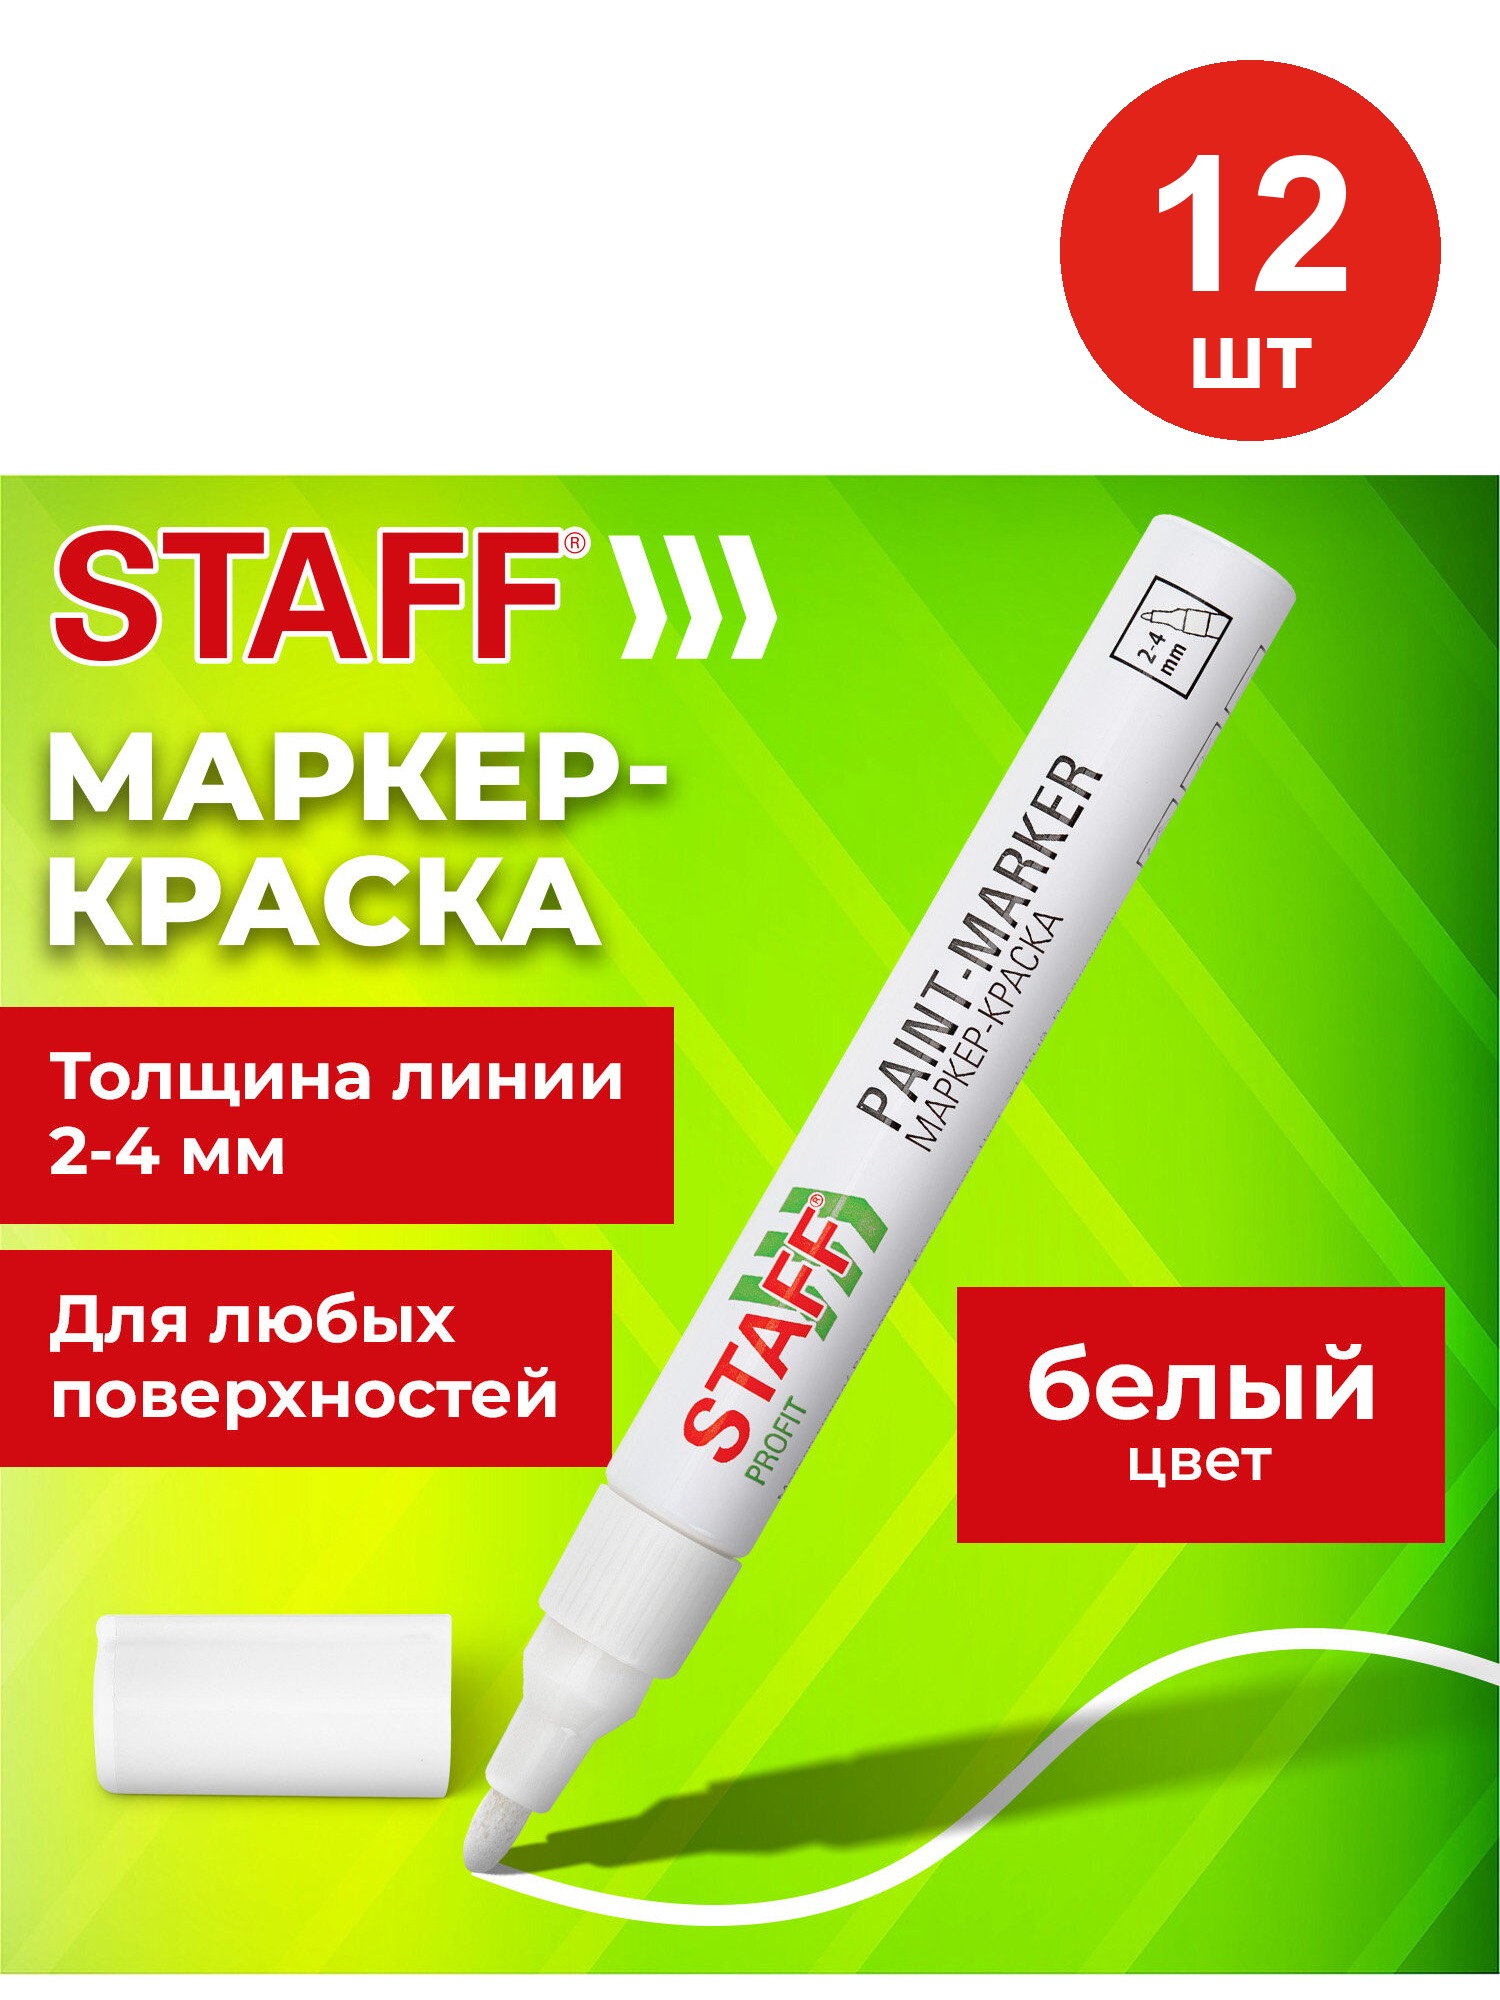 12
шт
STAFF®
МАРКЕР-
КРАСКА
Толщина линии
2-4 мм
Для любых
поверхностей
белый
цвет
2-4
mm
PAINT-MARKER
МАРКЕР-КРАСКА
STAFF®
PROFIT